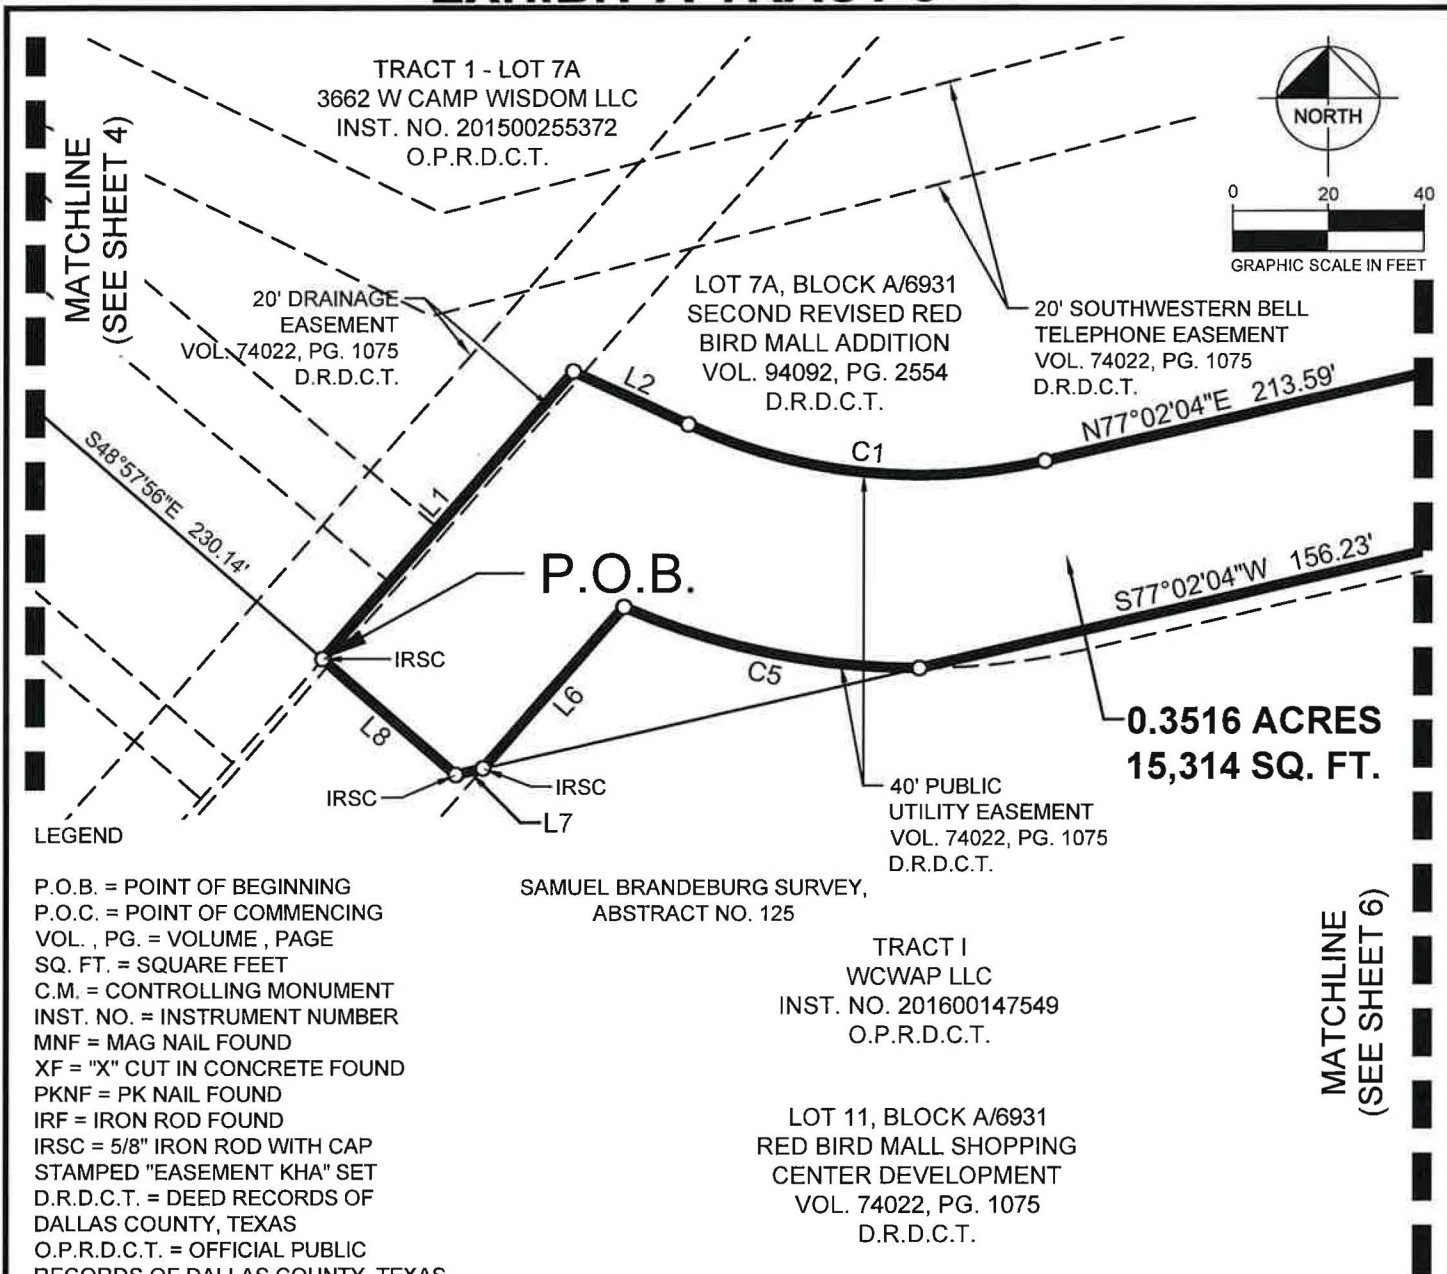 TRACT 1 - LOT 7A
3662 W CAMP WISDOM LLC
INST. NO. 201500255372
O.P.R.D.C.T.
NORTH
0 20 40
GRAPHIC SCALE IN FEET
MATCHLINE
(SEE SHEET 4)
20' DRAINAGE
EASEMENT
VOL. 74022, PG. 1075
D.R.D.C.T.
LOT 7A, BLOCK A/6931
SECOND REVISED RED
BIRD MALL ADDITION
VOL. 94092, PG. 2554
D.R.D.C.T.
20' SOUTHWESTERN BELL
TELEPHONE EASEMENT
VOL. 74022, PG. 1075
D.R.D.C.T.
L2
C1
N77°02'04"E 213.59'
S48°57'56"E 230.14'
L1
P.O.B.
S77°02'04"W 156.23'
IRSC
C5
L6
L8
0.3516 ACRES
15,314 SQ. FT.
IRSC
IRSC
L7
40' PUBLIC
UTILITY EASEMENT
VOL. 74022, PG. 1075
D.R.D.C.T.
LEGEND
P.O.B. = POINT OF BEGINNING
P.O.C. = POINT OF COMMENCING
VOL. , PG. = VOLUME , PAGE
SQ. FT. = SQUARE FEET
C.M. = CONTROLLING MONUMENT
INST. NO. = INSTRUMENT NUMBER
MNF = MAG NAIL FOUND
XF = "X" CUT IN CONCRETE FOUND
PKNF = PK NAIL FOUND
IRF = IRON ROD FOUND
IRSC = 5/8" IRON ROD WITH CAP
STAMPED "EASEMENT KHA" SET
D.R.D.C.T. = DEED RECORDS OF
DALLAS COUNTY, TEXAS
O.P.R.D.C.T. = OFFICIAL PUBLIC
RECORDS OF DALLAS COUNTY, TEXAS
SAMUEL BRANDEBURG SURVEY,
ABSTRACT NO. 125
TRACT I
WCWAP LLC
INST. NO. 201600147549
O.P.R.D.C.T.
LOT 11, BLOCK A/6931
RED BIRD MALL SHOPPING
CENTER DEVELOPMENT
VOL. 74022, PG. 1075
D.R.D.C.T.
MATCHLINE
(SEE SHEET 6)